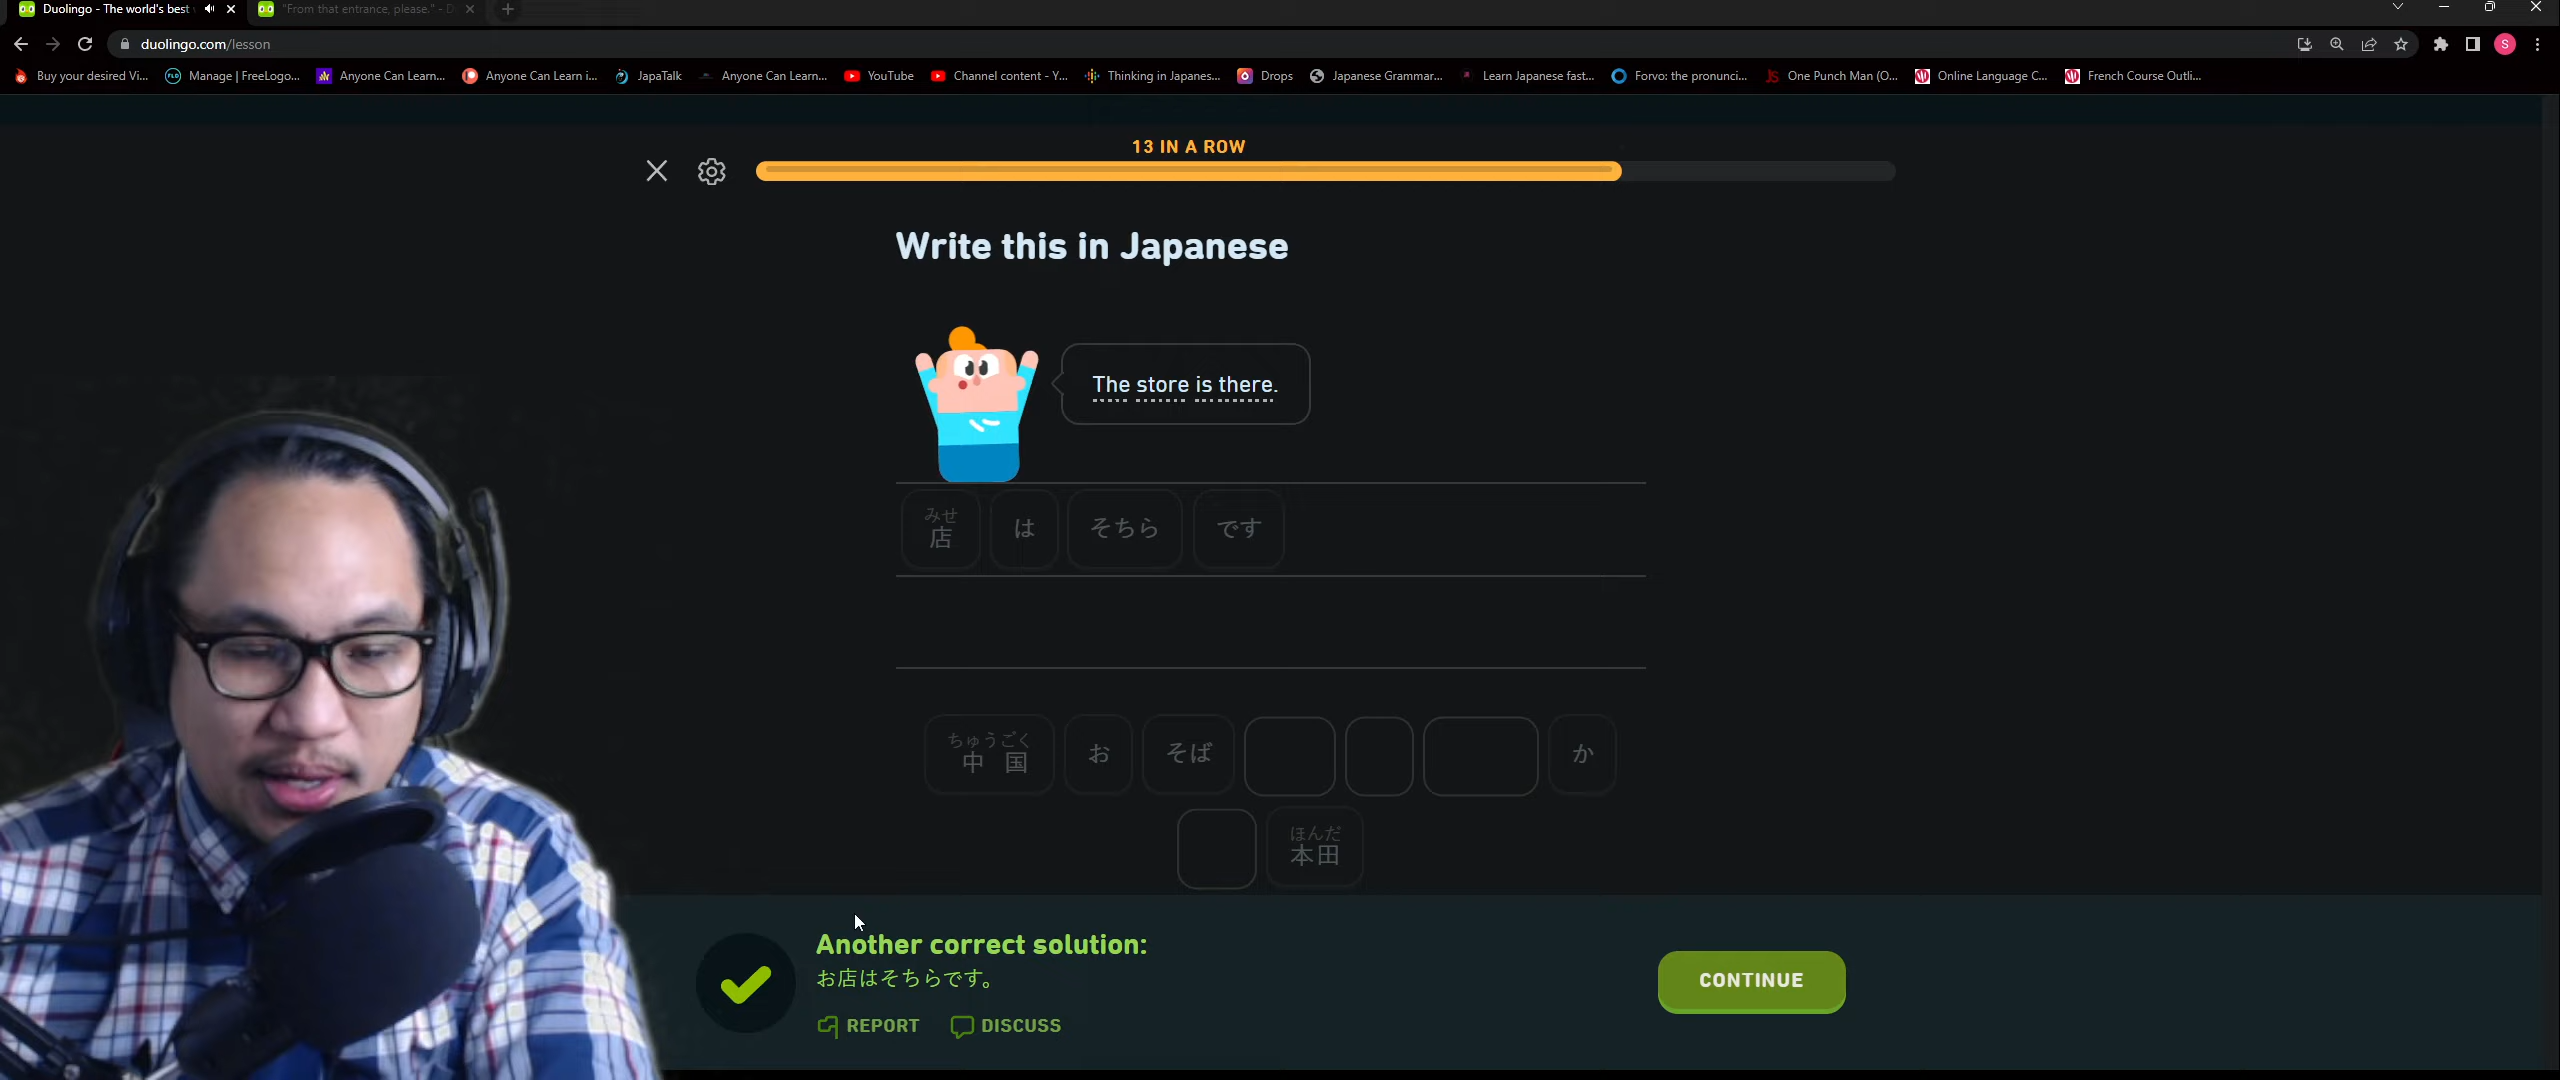 Duolingo - The world's best
"From that entrance, please." - D
duolingo.com/lesson
S
Buy your desired Vi...
Manage | FreeLogo...
Anyone Can Learn...
Anyone Can Learn i...
JapaTalk
Anyone Can Learn...
YouTube
Channel content - Y...
Thinking in Japanes...
Drops
Japanese Grammar...
Learn Japanese fast...
Forvo: the pronunci...
One Punch Man (O...
Online Language C...
French Course Outli...
13 IN A ROW
Write this in Japanese
The store is there.
みせ
店 は そちら です
ちゅうごく
中国 お そば か
ほんだ
本田
Another correct solution:
お店はそちらです。
REPORT DISCUSS
CONTINUE